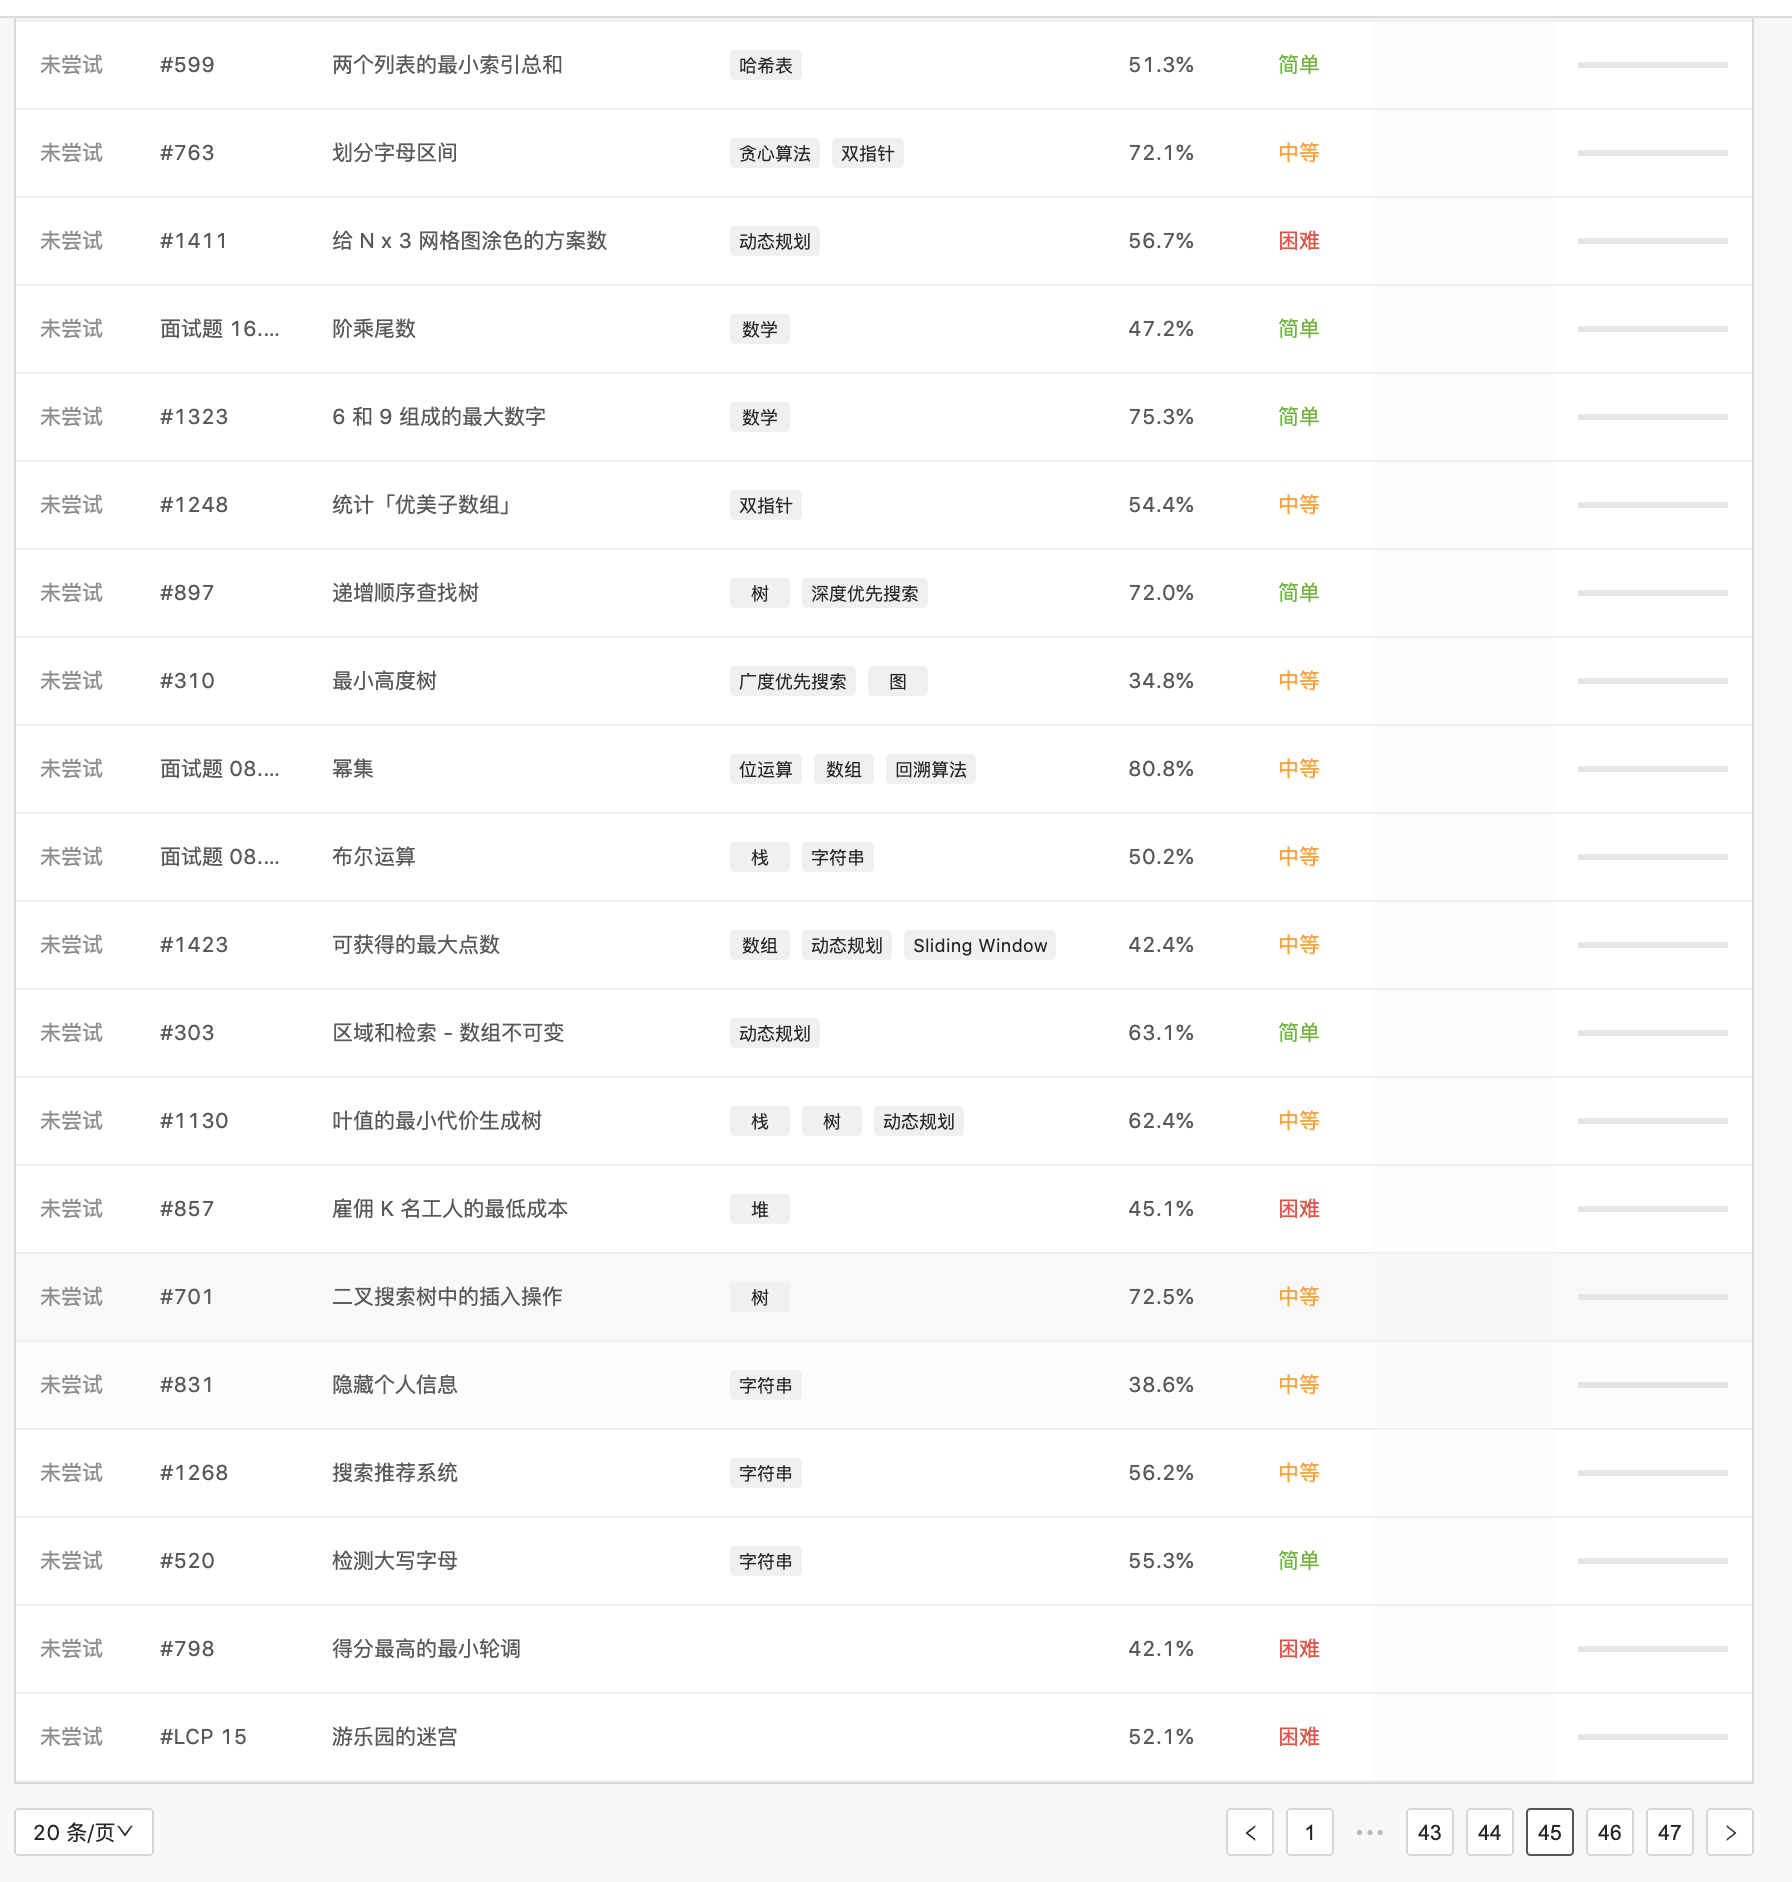 未尝试 #599 两个列表的最小索引总和 哈希表 51.3% 简单
未尝试 #763 划分字母区间 贪心算法 双指针 72.1% 中等
未尝试 #1411 给 N x 3 网格图涂色的方案数 动态规划 56.7% 困难
未尝试 面试题 16.... 阶乘尾数 数学 47.2% 简单
未尝试 #1323 6 和 9 组成的最大数字 数学 75.3% 简单
未尝试 #1248 统计「优美子数组」 双指针 54.4% 中等
未尝试 #897 递增顺序查找树 树 深度优先搜索 72.0% 简单
未尝试 #310 最小高度树 广度优先搜索 图 34.8% 中等
未尝试 面试题 08.... 幂集 位运算 数组 回溯算法 80.8% 中等
未尝试 面试题 08.... 布尔运算 栈 字符串 50.2% 中等
未尝试 #1423 可获得的最大点数 数组 动态规划 Sliding Window 42.4% 中等
未尝试 #303 区域和检索 - 数组不可变 动态规划 63.1% 简单
未尝试 #1130 叶值的最小代价生成树 栈 树 动态规划 62.4% 中等
未尝试 #857 雇佣 K 名工人的最低成本 堆 45.1% 困难
未尝试 #701 二叉搜索树中的插入操作 树 72.5% 中等
未尝试 #831 隐藏个人信息 字符串 38.6% 中等
未尝试 #1268 搜索推荐系统 字符串 56.2% 中等
未尝试 #520 检测大写字母 字符串 55.3% 简单
未尝试 #798 得分最高的最小轮调 42.1% 困难
未尝试 #LCP 15 游乐园的迷宫 52.1% 困难
20 条/页 < 1 ••• 43 44 45 46 47 >